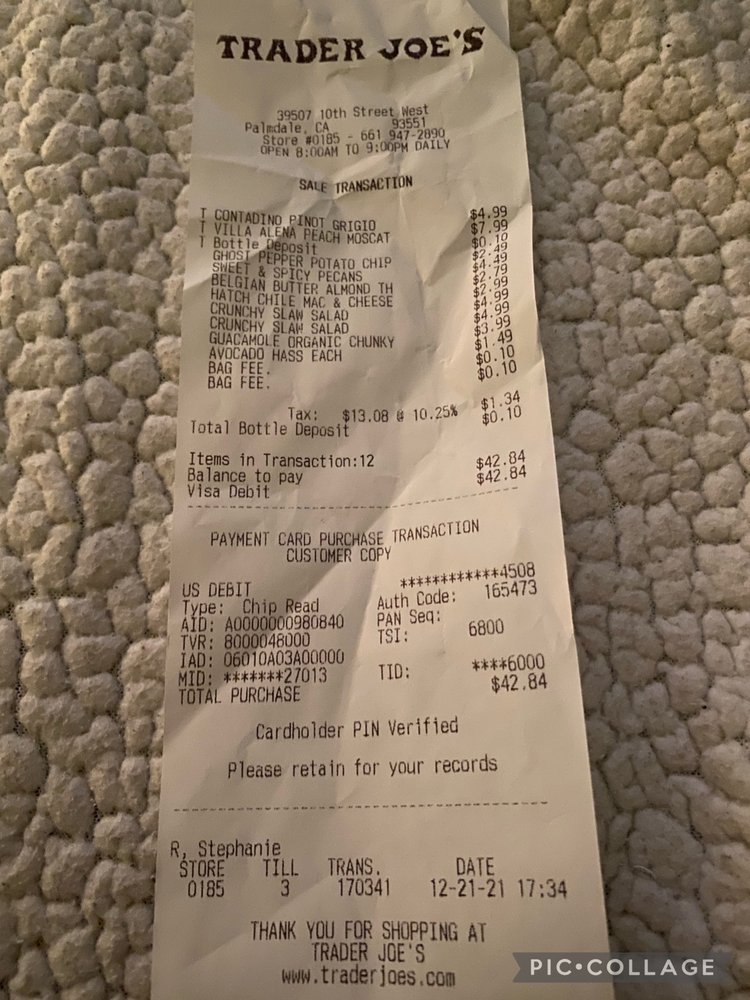 TRADER JOE'S
39507 10th Street West
Palmdale, CA 93551
Store #0185 - 661 947-2890
OPEN 8:00AM TO 9:00PM DAILY
SALE TRANSACTION
T CONTADINO PINOT GRIGIO $4.99
T VILLA ALENA PEACH MOSCAT $7.99
T Bottle Deposit $0.10
GHOST PEPPER POTATO CHIP $2.49
SWEET & SPICY PECANS $4.49
BELGIAN BUTTER ALMOND TH $2.79
HATCH CHILE MAC & CHEESE $2.99
CRUNCHY SLAW SALAD $4.99
CRUNCHY SLAW SALAD $4.99
GUACAMOLE ORGANIC CHUNKY $3.99
AVOCADO HASS EACH $1.49
BAG FEE. $0.10
BAG FEE. $0.10
Tax: $13.08 @ 10.25% $1.34
Total Bottle Deposit $0.10
Items in Transaction:12
Balance to pay $42.84
Visa Debit $42.84
PAYMENT CARD PURCHASE TRANSACTION
CUSTOMER COPY
US DEBIT ************4508
Type: Chip Read Auth Code: 165473
AID: A0000000980840 PAN Seq:
TVR: 8000048000 TSI: 6800
IAD: 06010A03A00000
MID: *******27013 TID: ****6000
TOTAL PURCHASE $42.84
Cardholder PIN Verified
Please retain for your records
R, Stephanie
STORE TILL TRANS. DATE
0185 3 170341 12-21-21 17:34
THANK YOU FOR SHOPPING AT
TRADER JOE'S
www.traderjoes.com
PIC•COLLAGE